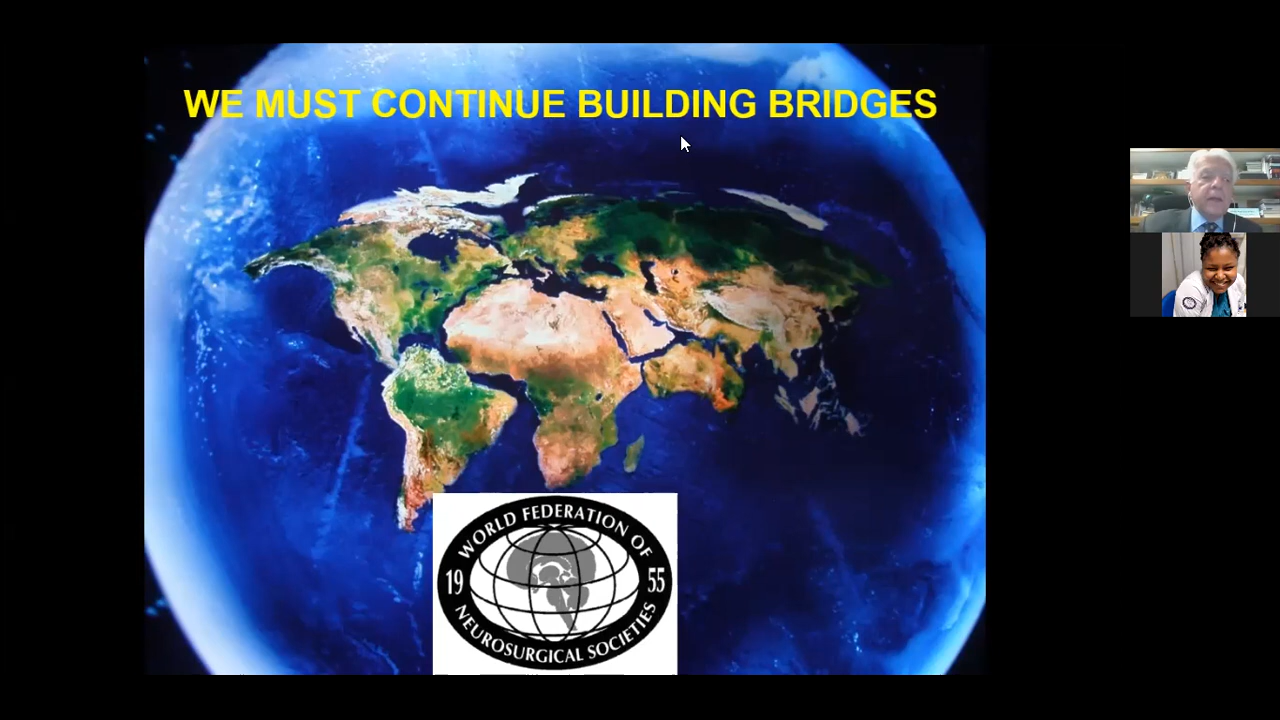 WE MUST CONTINUE BUILDING BRIDGES
WORLD FEDERATION OF
19 55
NEUROSURGICAL SOCIETIES